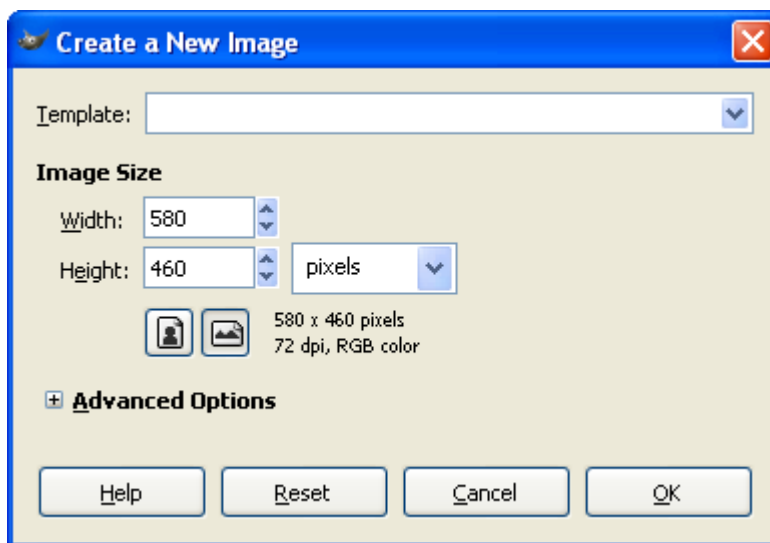 Create a New Image
Template:
Image Size
Width: 580
Height: 460 pixels
580 x 460 pixels
72 dpi, RGB color
Advanced Options
Help Reset Cancel OK